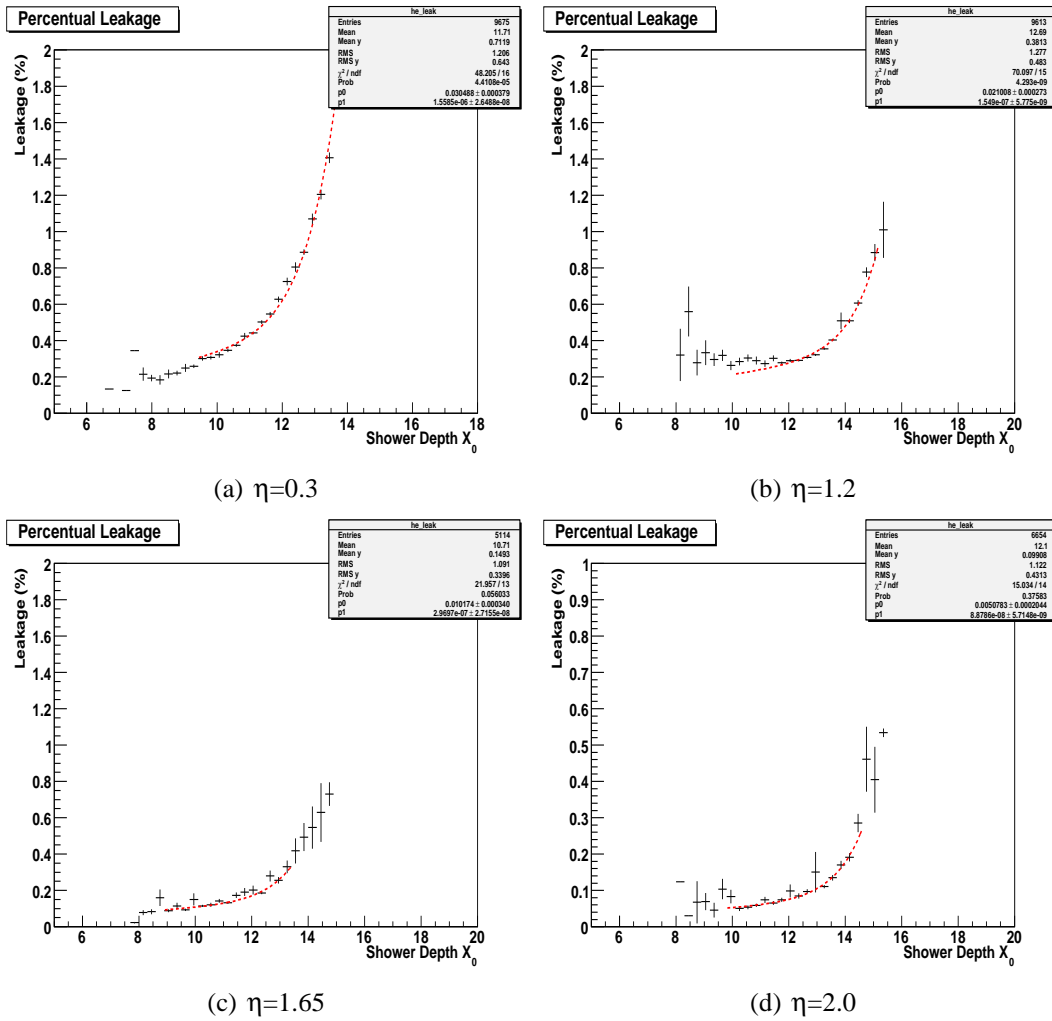 Percentual Leakage
he_leak
Entries 9675
Mean 11.71
Mean y 0.7119
RMS 1.206
RMS y 0.643
χ² / ndf 48.205 / 16
Prob 4.4108e-05
p0 0.030488 ± 0.000379
p1 1.5585e-06 ± 2.6488e-08
Leakage (%)
2
1.8
1.6
1.4
1.2
1
0.8
0.6
0.4
0.2
0
6 8 10 12 14 16 18
Shower Depth X₀
(a) η=0.3
Percentual Leakage
he_leak
Entries 9613
Mean 12.69
Mean y 0.3813
RMS 1.277
RMS y 0.483
χ² / ndf 70.097 / 15
Prob 4.293e-09
p0 0.021008 ± 0.000273
p1 1.549e-07 ± 5.775e-09
Leakage (%)
2
1.8
1.6
1.4
1.2
1
0.8
0.6
0.4
0.2
0
6 8 10 12 14 16 18 20
Shower Depth X₀
(b) η=1.2
Percentual Leakage
he_leak
Entries 5114
Mean 10.71
Mean y 0.1493
RMS 1.091
RMS y 0.3396
χ² / ndf 21.957 / 13
Prob 0.056033
p0 0.010174 ± 0.000340
p1 2.9697e-07 ± 2.7155e-08
Leakage (%)
2
1.8
1.6
1.4
1.2
1
0.8
0.6
0.4
0.2
0
6 8 10 12 14 16 18 20
Shower Depth X₀
(c) η=1.65
Percentual Leakage
he_leak
Entries 6654
Mean 12.1
Mean y 0.09908
RMS 1.122
RMS y 0.4313
χ² / ndf 15.034 / 14
Prob 0.37583
p0 0.0050783 ± 0.0002044
p1 8.8786e-08 ± 5.7148e-09
Leakage (%)
1
0.9
0.8
0.7
0.6
0.5
0.4
0.3
0.2
0.1
0
6 8 10 12 14 16 18 20
Shower Depth X₀
(d) η=2.0